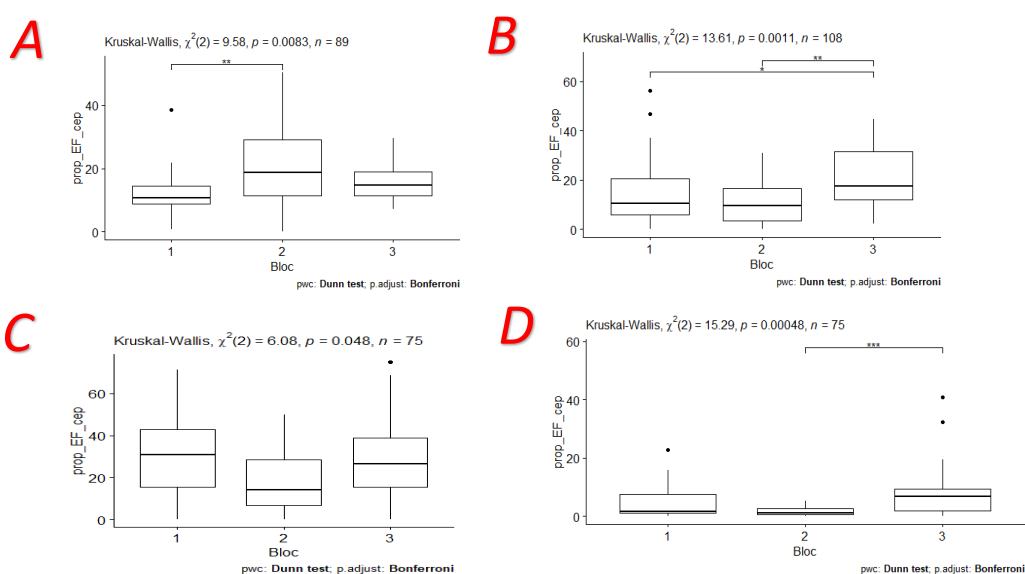 A
Kruskal-Wallis, χ²(2) = 9.58, p = 0.0083, n = 89
**
prop_EF_cep
40
20
0
1 2 3
Bloc
pwc: Dunn test; p.adjust: Bonferroni
B
Kruskal-Wallis, χ²(2) = 13.61, p = 0.0011, n = 108
**
*
prop_EF_cep
60
40
20
0
1 2 3
Bloc
pwc: Dunn test; p.adjust: Bonferroni
C
Kruskal-Wallis, χ²(2) = 6.08, p = 0.048, n = 75
prop_EF_cep
60
40
20
0
1 2 3
Bloc
pwc: Dunn test; p.adjust: Bonferroni
D
Kruskal-Wallis, χ²(2) = 15.29, p = 0.00048, n = 75
***
prop_EF_cep
60
40
20
0
1 2 3
Bloc
pwc: Dunn test; p.adjust: Bonferroni